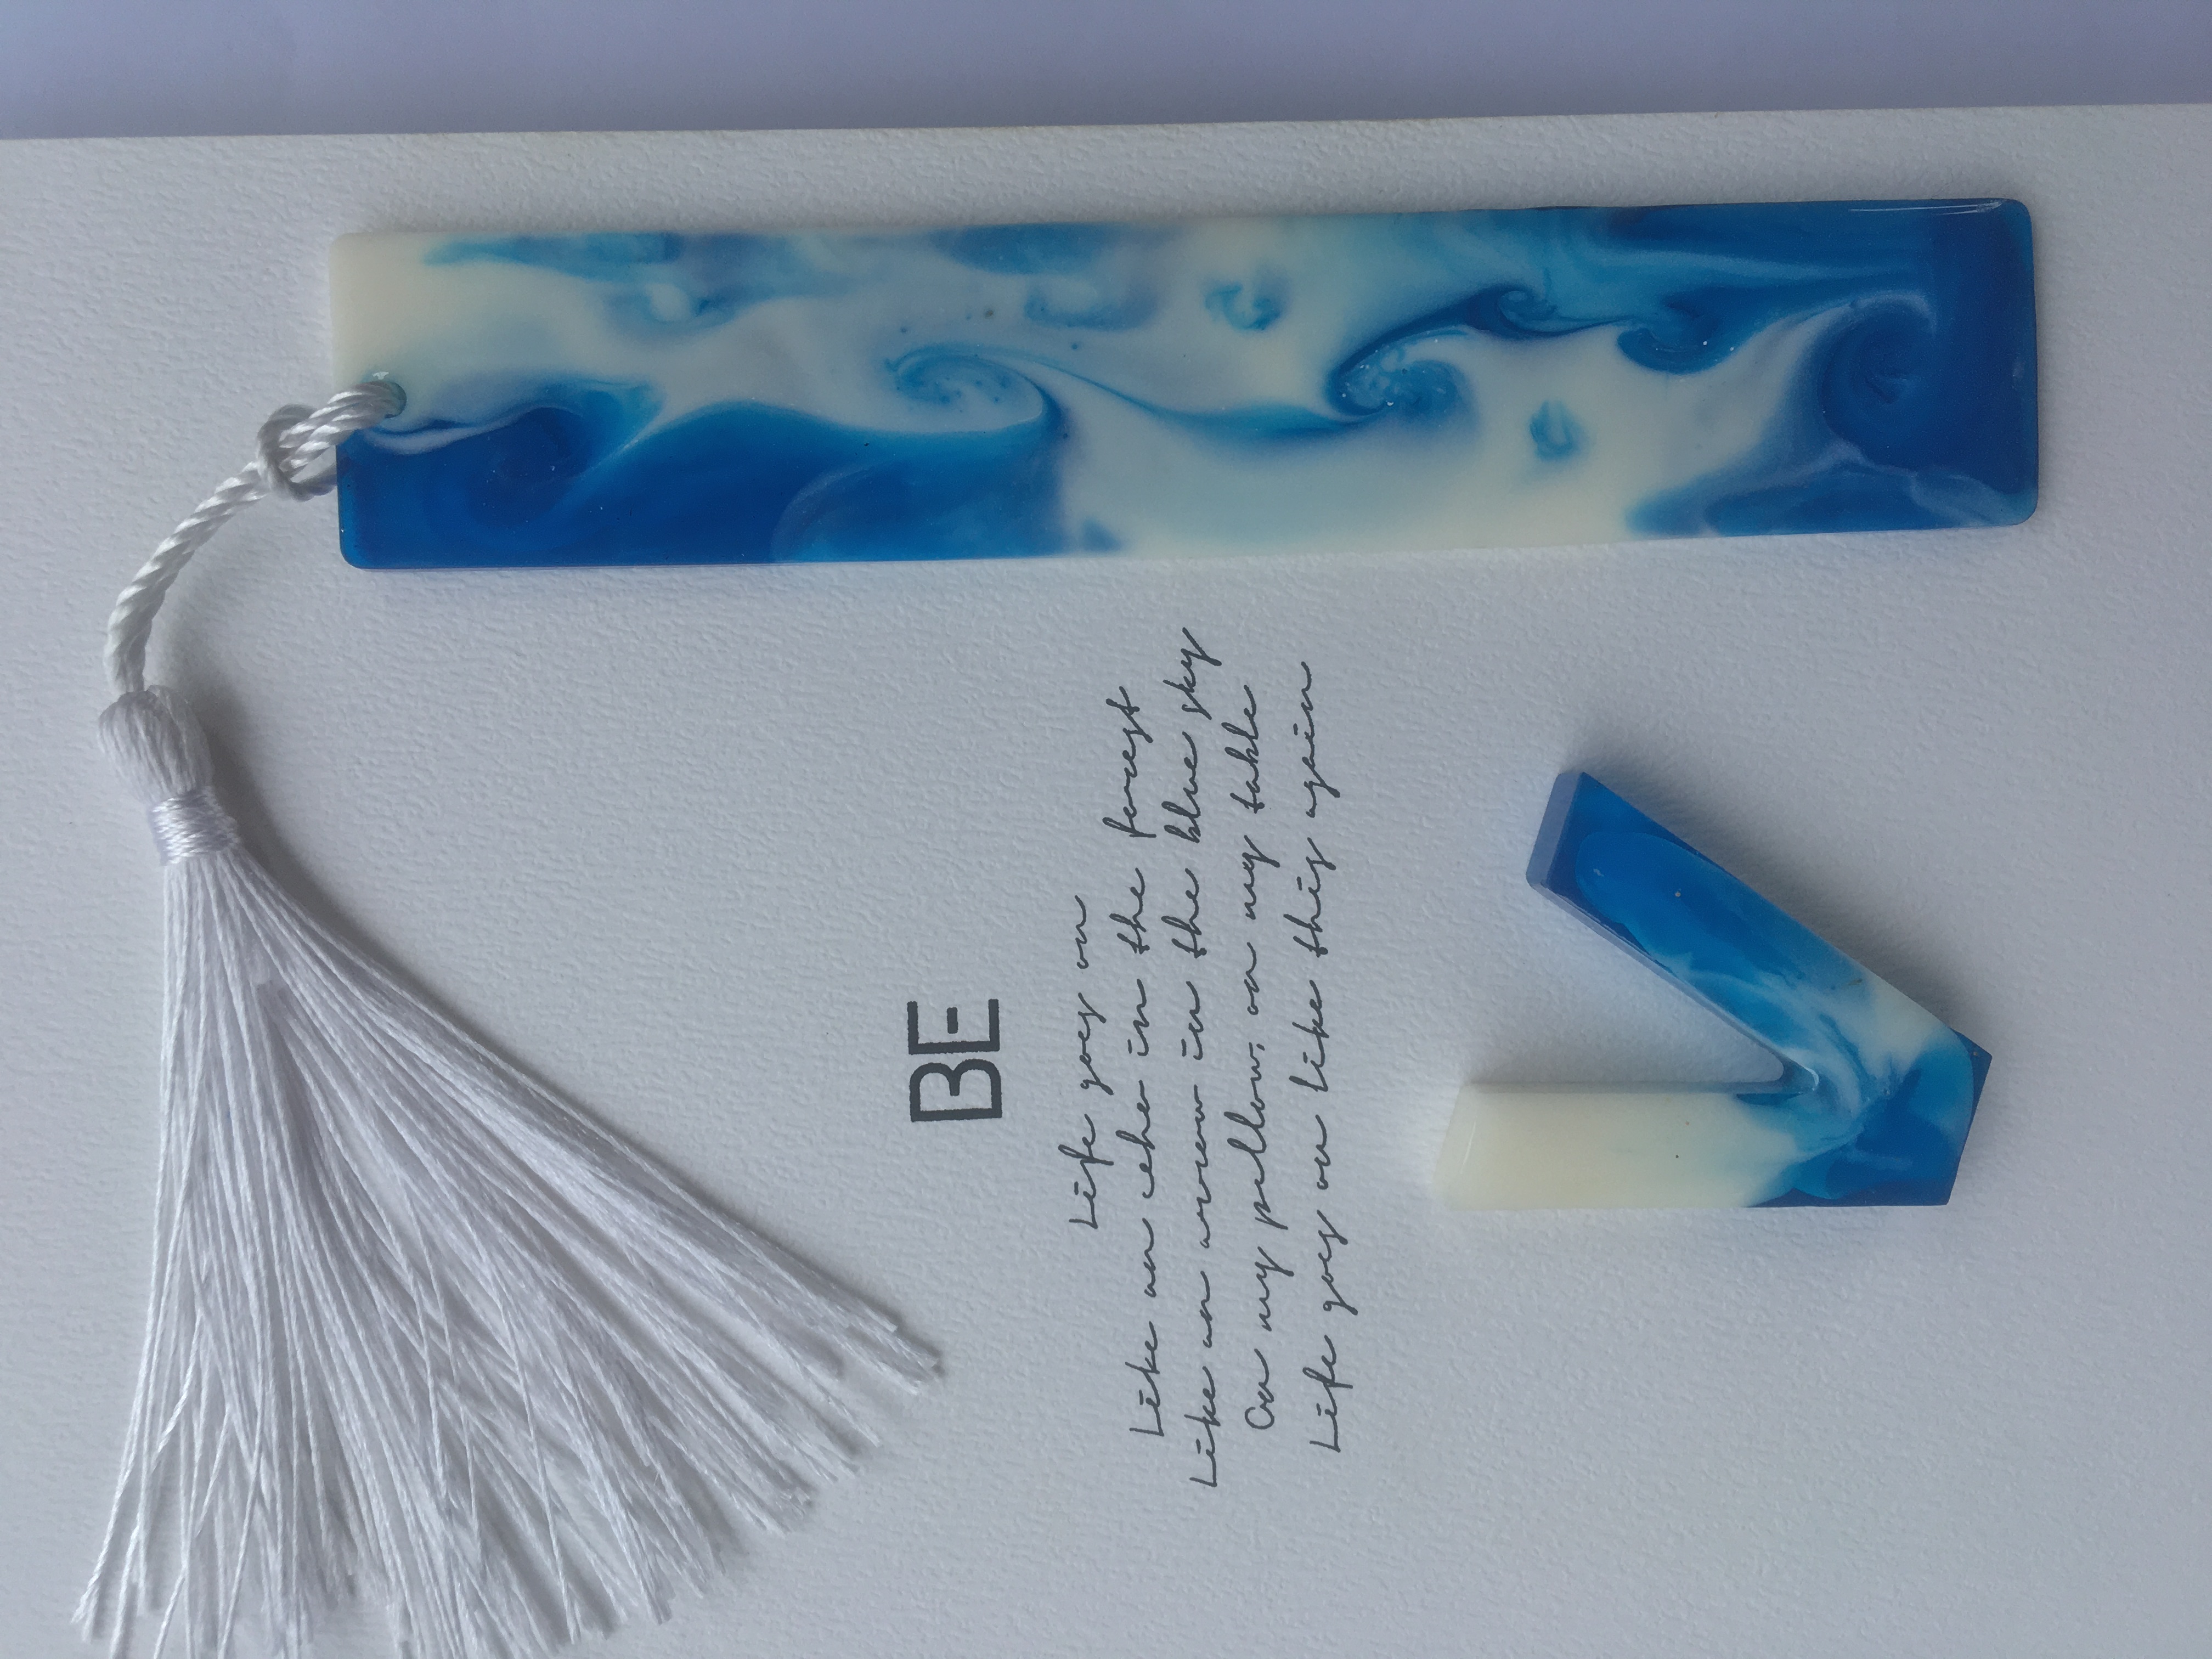 BE
Life goes on
Like an echo in the forest
Like an arrow in the blue sky
On my pillow, on my table
Life goes on like this again
V